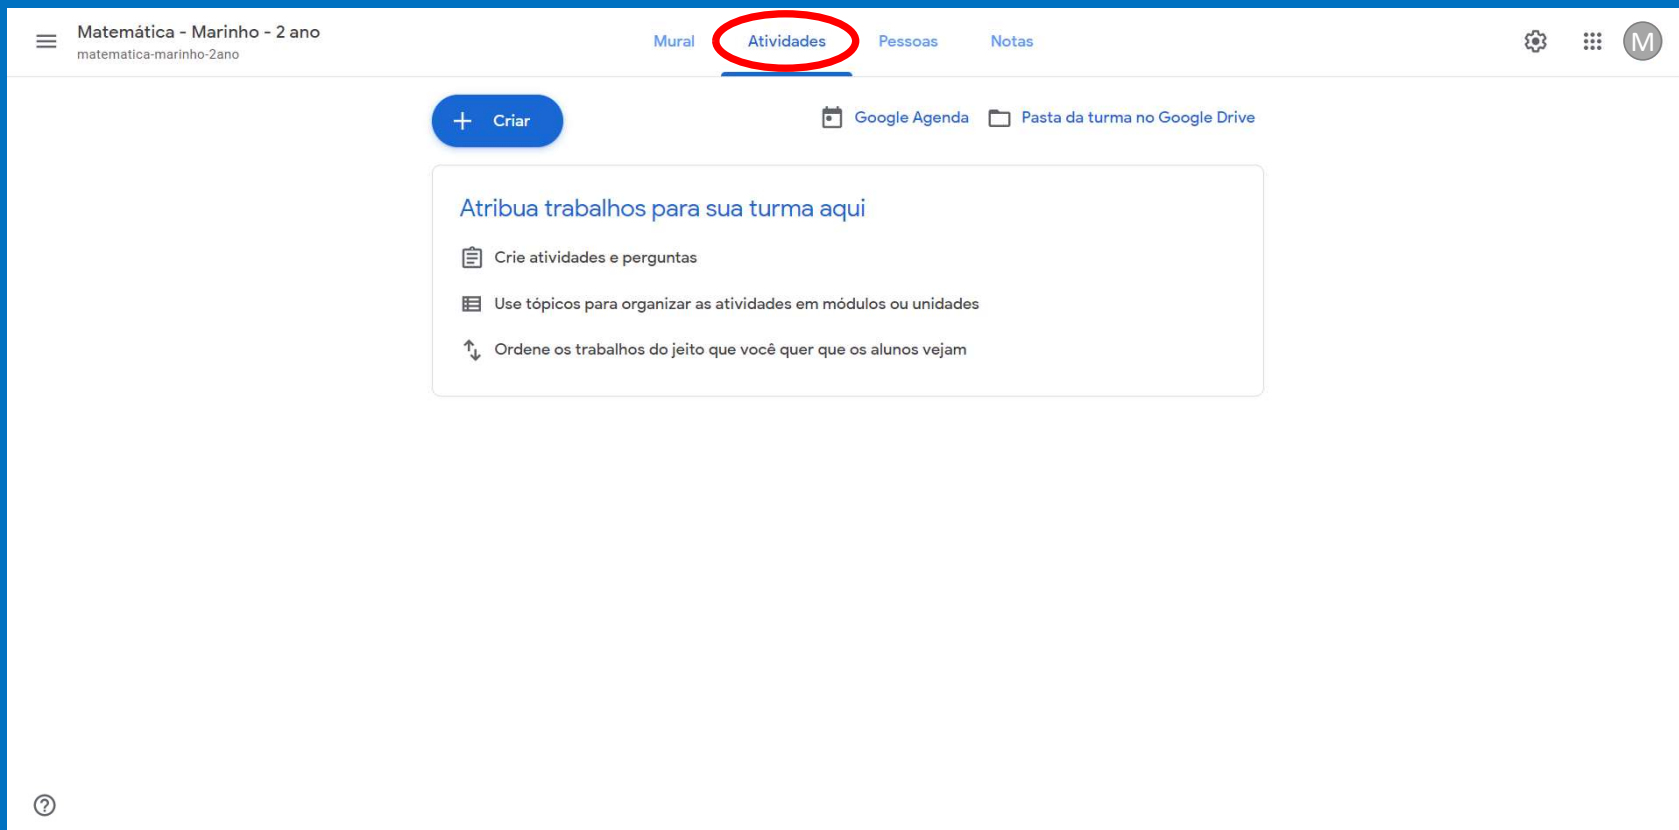 Matemática - Marinho - 2 ano
matematica-marinho-2ano
Mural Atividades Pessoas Notas
M
Criar
Google Agenda Pasta da turma no Google Drive
Atribua trabalhos para sua turma aqui
Crie atividades e perguntas
Use tópicos para organizar as atividades em módulos ou unidades
Ordene os trabalhos do jeito que você quer que os alunos vejam